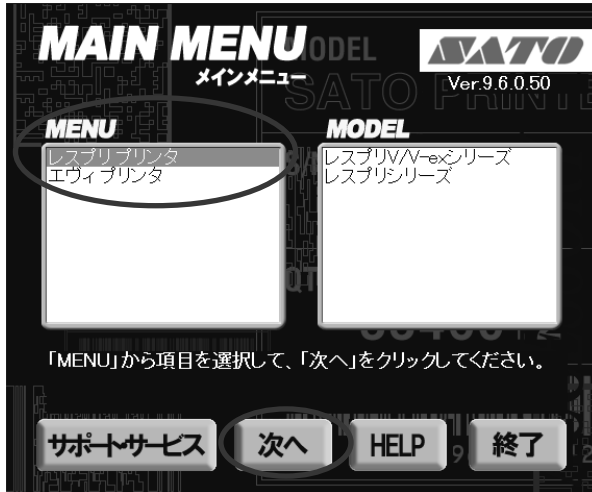 MAIN MENU
メインメニュー
SATO
Ver.9.6.0.50
MODEL
SATO PRINTE
MENU
MODEL
レスプリ プリンタ
エヴィ プリンタ
レスプリV/V-exシリーズ
レスプリシリーズ
QT
「MENU」から項目を選択して、「次へ」をクリックしてください。
サポート・サービス
次へ
HELP
終了